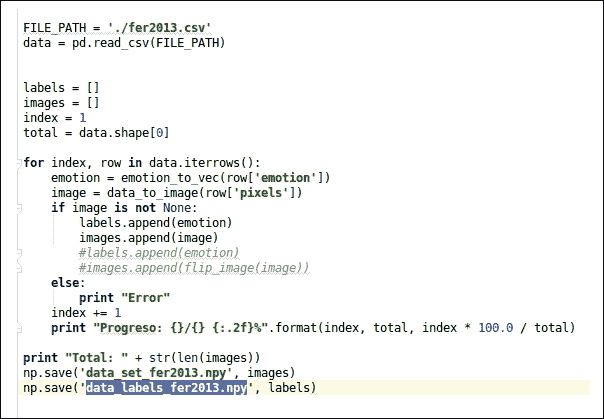 FILE_PATH = './fer2013.csv'
data = pd.read_csv(FILE_PATH)
labels = []
images = []
index = 1
total = data.shape[0]
for index, row in data.iterrows():
    emotion = emotion_to_vec(row['emotion'])
    image = data_to_image(row['pixels'])
    if image is not None:
        labels.append(emotion)
        images.append(image)
        #labels.append(emotion)
        #images.append(flip_image(image))
    else:
        print "Error"
    index += 1
    print "Progreso: {}/{} {:.2f}%".format(index, total, index * 100.0 / total)
print "Total: " + str(len(images))
np.save('data_set_fer2013.npy', images)
np.save('data_labels_fer2013.npy', labels)